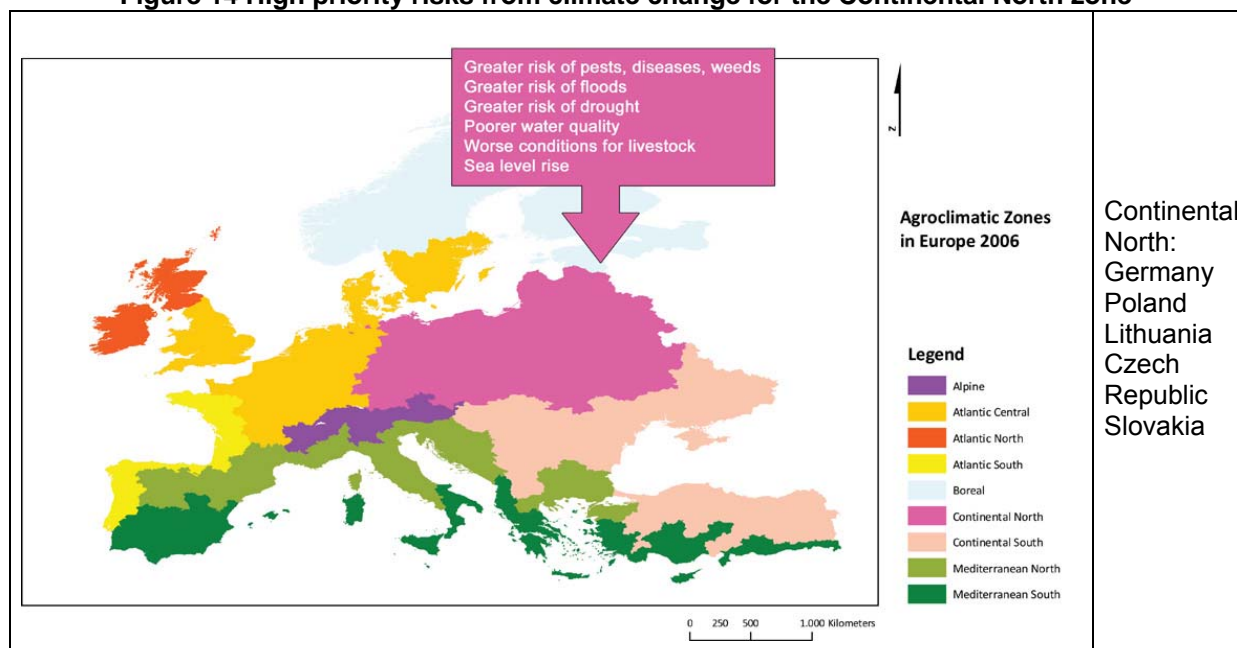 Figure 14 High priority risks from climate change for the Continental North zone
Greater risk of pests, diseases, weeds
Greater risk of floods
Greater risk of drought
Poorer water quality
Worse conditions for livestock
Sea level rise
N
Agroclimatic Zones
in Europe 2006
Legend
Alpine
Atlantic Central
Atlantic North
Atlantic South
Boreal
Continental North
Continental South
Mediterranean North
Mediterranean South
0 250 500 1.000 Kilometers
Continental
North:
Germany
Poland
Lithuania
Czech
Republic
Slovakia